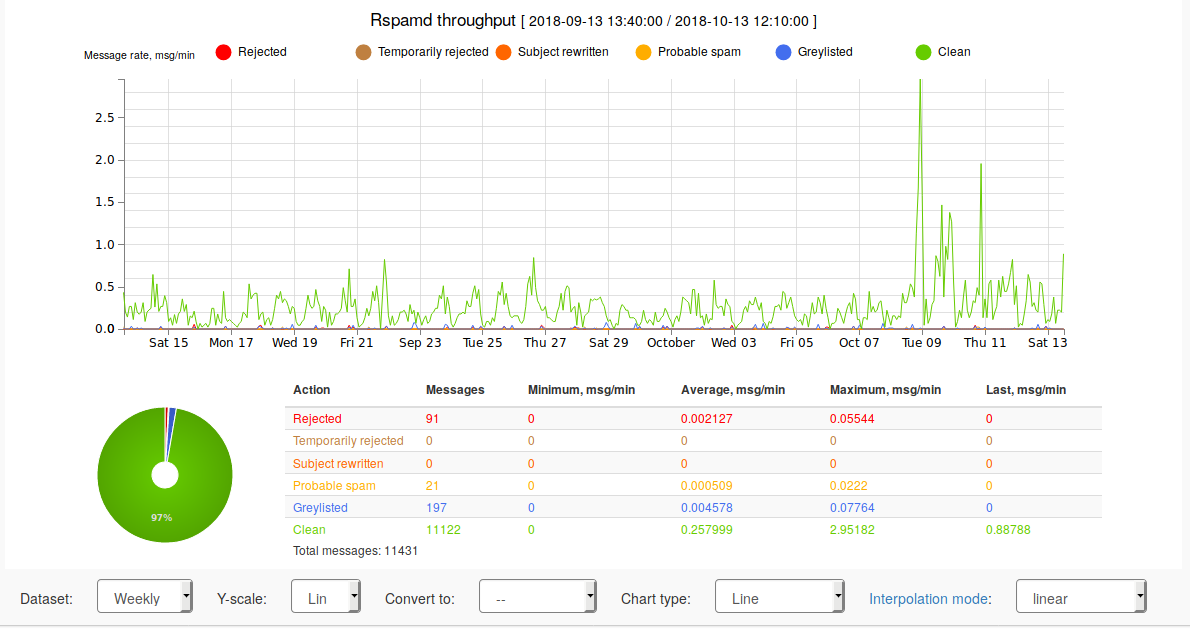 Rspamd throughput [ 2018-09-13 13:40:00 / 2018-10-13 12:10:00 ]
Message rate, msg/min Rejected Temporarily rejected Subject rewritten Probable spam Greylisted Clean
2.5
2.0
1.5
1.0
0.5
0.0
Sat 15 Mon 17 Wed 19 Fri 21 Sep 23 Tue 25 Thu 27 Sat 29 October Wed 03 Fri 05 Oct 07 Tue 09 Thu 11 Sat 13
Action Messages Minimum, msg/min Average, msg/min Maximum, msg/min Last, msg/min
Rejected 91 0 0.002127 0.05544 0
Temporarily rejected 0 0 0 0 0
Subject rewritten 0 0 0 0 0
Probable spam 21 0 0.000509 0.0222 0
Greylisted 197 0 0.004578 0.07764 0
Clean 11122 0 0.257999 2.95182 0.88788
Total messages: 11431
97%
Dataset: Weekly Y-scale: Lin Convert to: -- Chart type: Line Interpolation mode: linear